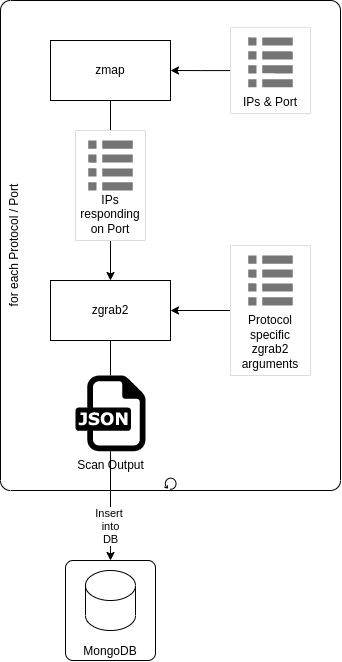 zmap
IPs & Port
IPs
responding
on Port
for each Protocol / Port
zgrab2
Protocol
specific
zgrab2
arguments
JSON
Scan Output
Insert
into
DB
MongoDB